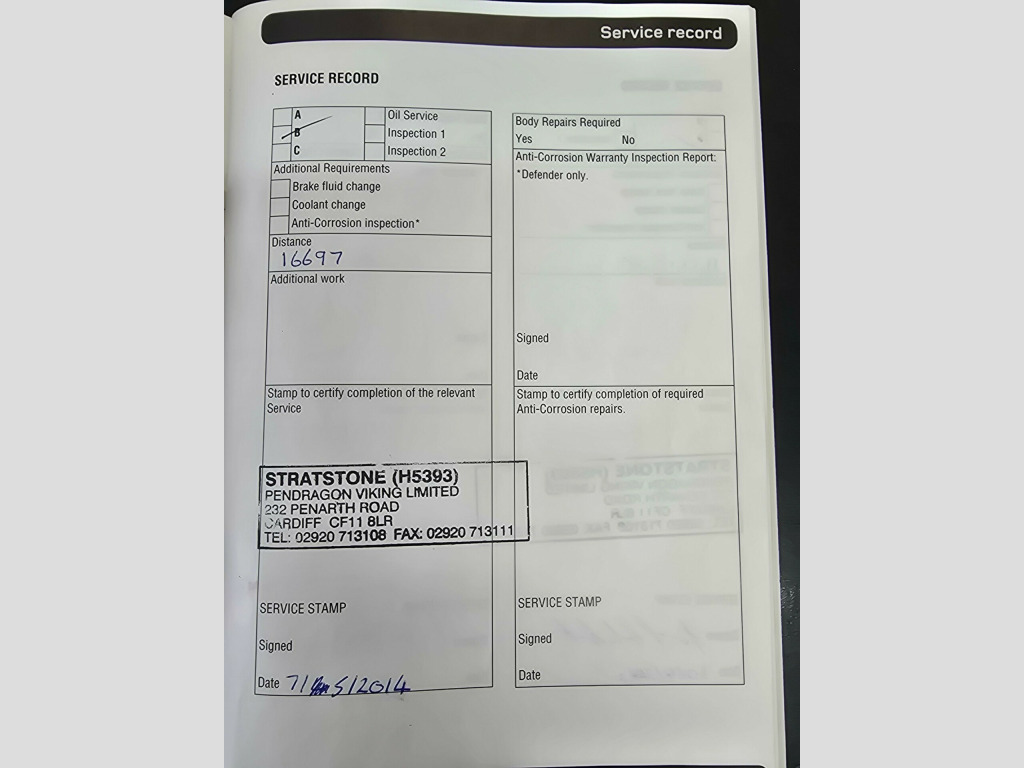 Service record
SERVICE RECORD
A
B
C
Oil Service
Inspection 1
Inspection 2
Additional Requirements
Brake fluid change
Coolant change
Anti-Corrosion inspection*
Distance
16697
Additional work
Stamp to certify completion of the relevant
Service
STRATSTONE (H5393)
PENDRAGON VIKING LIMITED
232 PENARTH ROAD
CARDIFF CF11 8LR
TEL: 02920 713108 FAX: 02920 713111
SERVICE STAMP
Signed
Date 7/5/2014
Body Repairs Required
Yes No
Anti-Corrosion Warranty Inspection Report:
*Defender only.
Signed
Date
Stamp to certify completion of required
Anti-Corrosion repairs.
SERVICE STAMP
Signed
Date